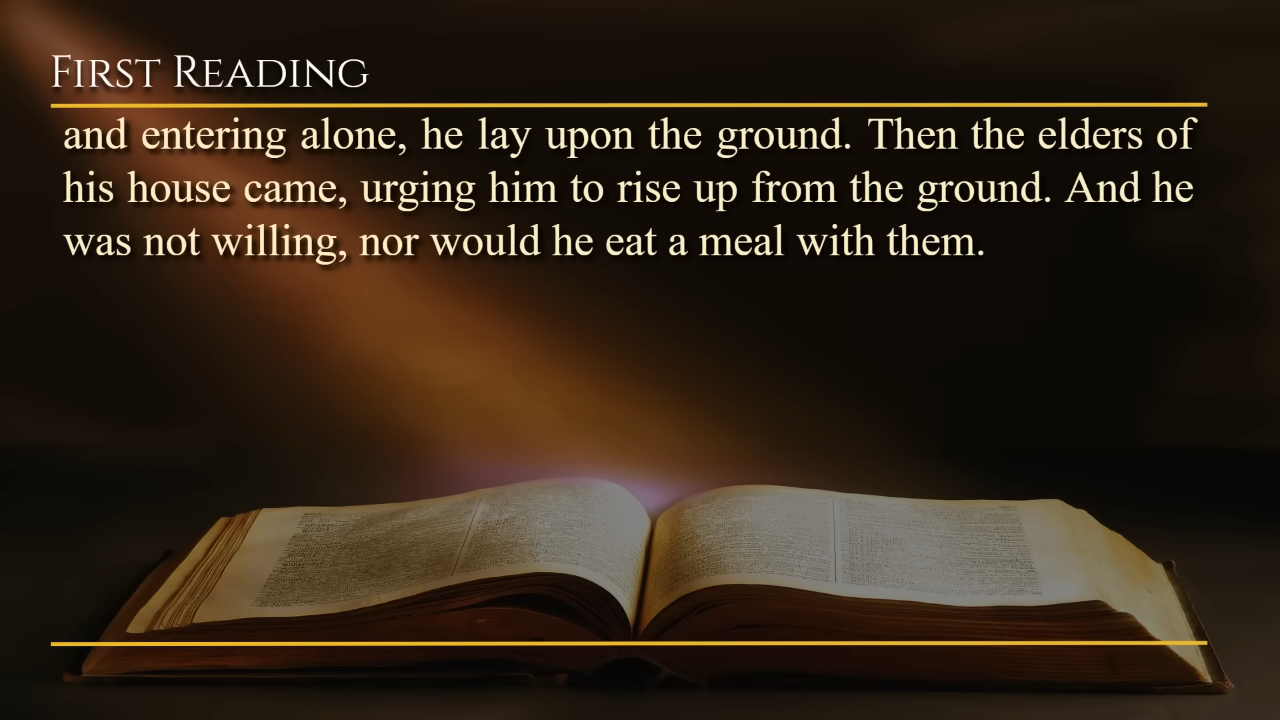 First Reading
and entering alone, he lay upon the ground. Then the elders of
his house came, urging him to rise up from the ground. And he
was not willing, nor would he eat a meal with them.